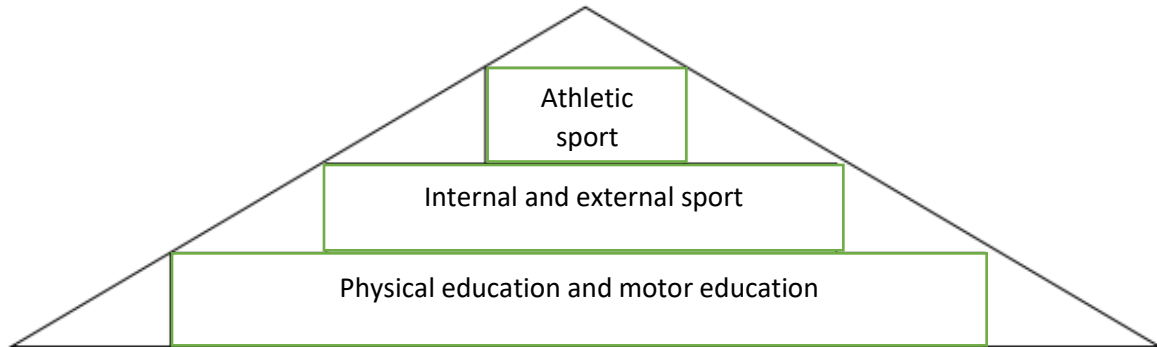 Athletic
sport
Internal and external sport
Physical education and motor education